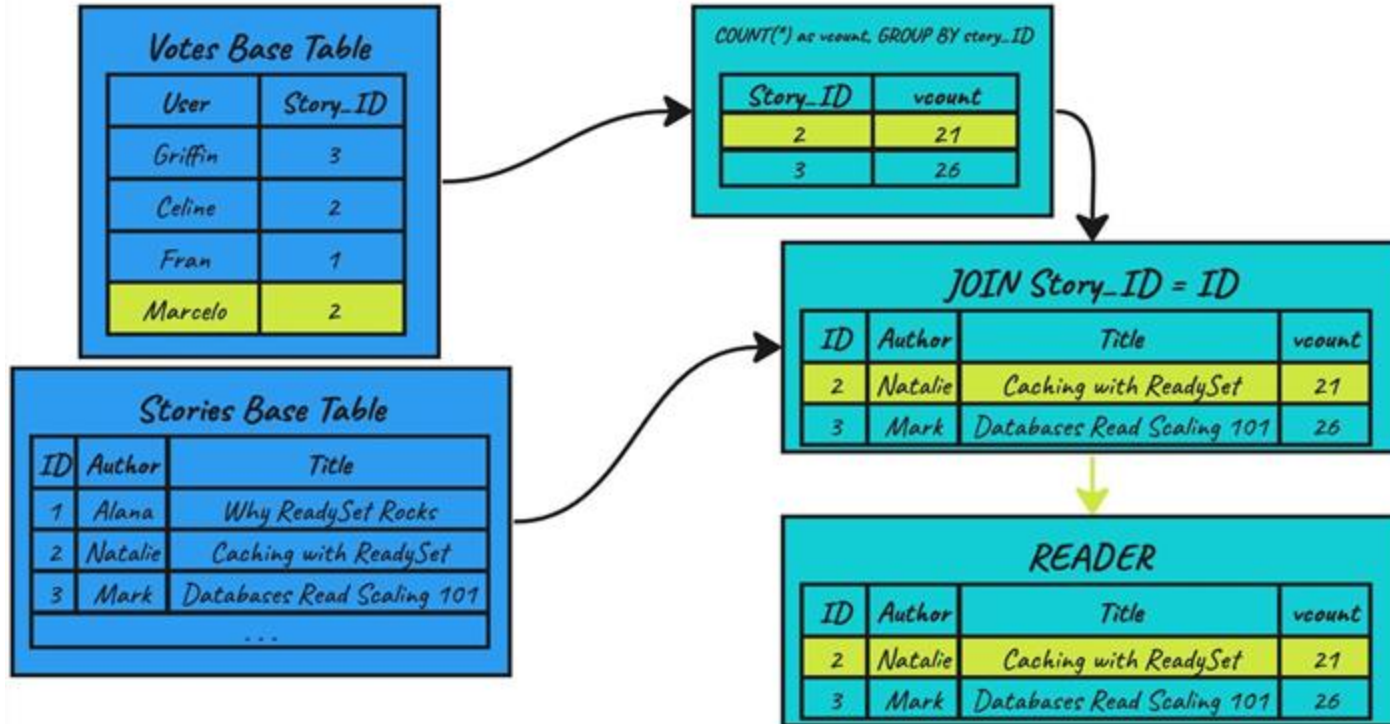 Votes Base Table
User Story_ID
Griffin 3
Celine 2
Fran 1
Marcelo 2
Stories Base Table
ID Author Title
1 Alana Why ReadySet Rocks
2 Natalie Caching with ReadySet
3 Mark Databases Read Scaling 101
...
COUNT(*) as vcount, GROUP BY story_ID
Story_ID vcount
2 21
3 26
JOIN Story_ID = ID
ID Author Title vcount
2 Natalie Caching with ReadySet 21
3 Mark Databases Read Scaling 101 26
READER
ID Author Title vcount
2 Natalie Caching with ReadySet 21
3 Mark Databases Read Scaling 101 26